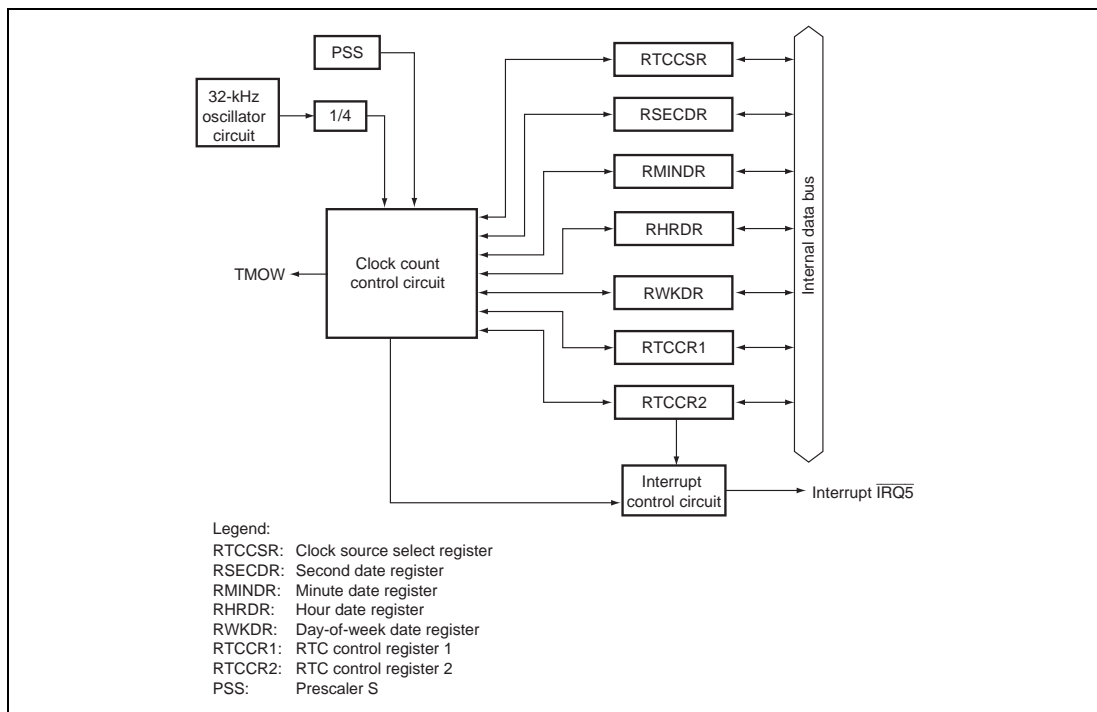 PSS
32-kHz
oscillator
circuit
1/4
Clock count
control circuit
TMOW
RTCCSR
RSECDR
RMINDR
RHRDR
RWKDR
RTCCR1
RTCCR2
Internal data bus
Interrupt
control circuit
Interrupt I̅R̅Q̅5̅
Legend:
RTCCSR: Clock source select register
RSECDR: Second date register
RMINDR: Minute date register
RHRDR: Hour date register
RWKDR: Day-of-week date register
RTCCR1: RTC control register 1
RTCCR2: RTC control register 2
PSS: Prescaler S